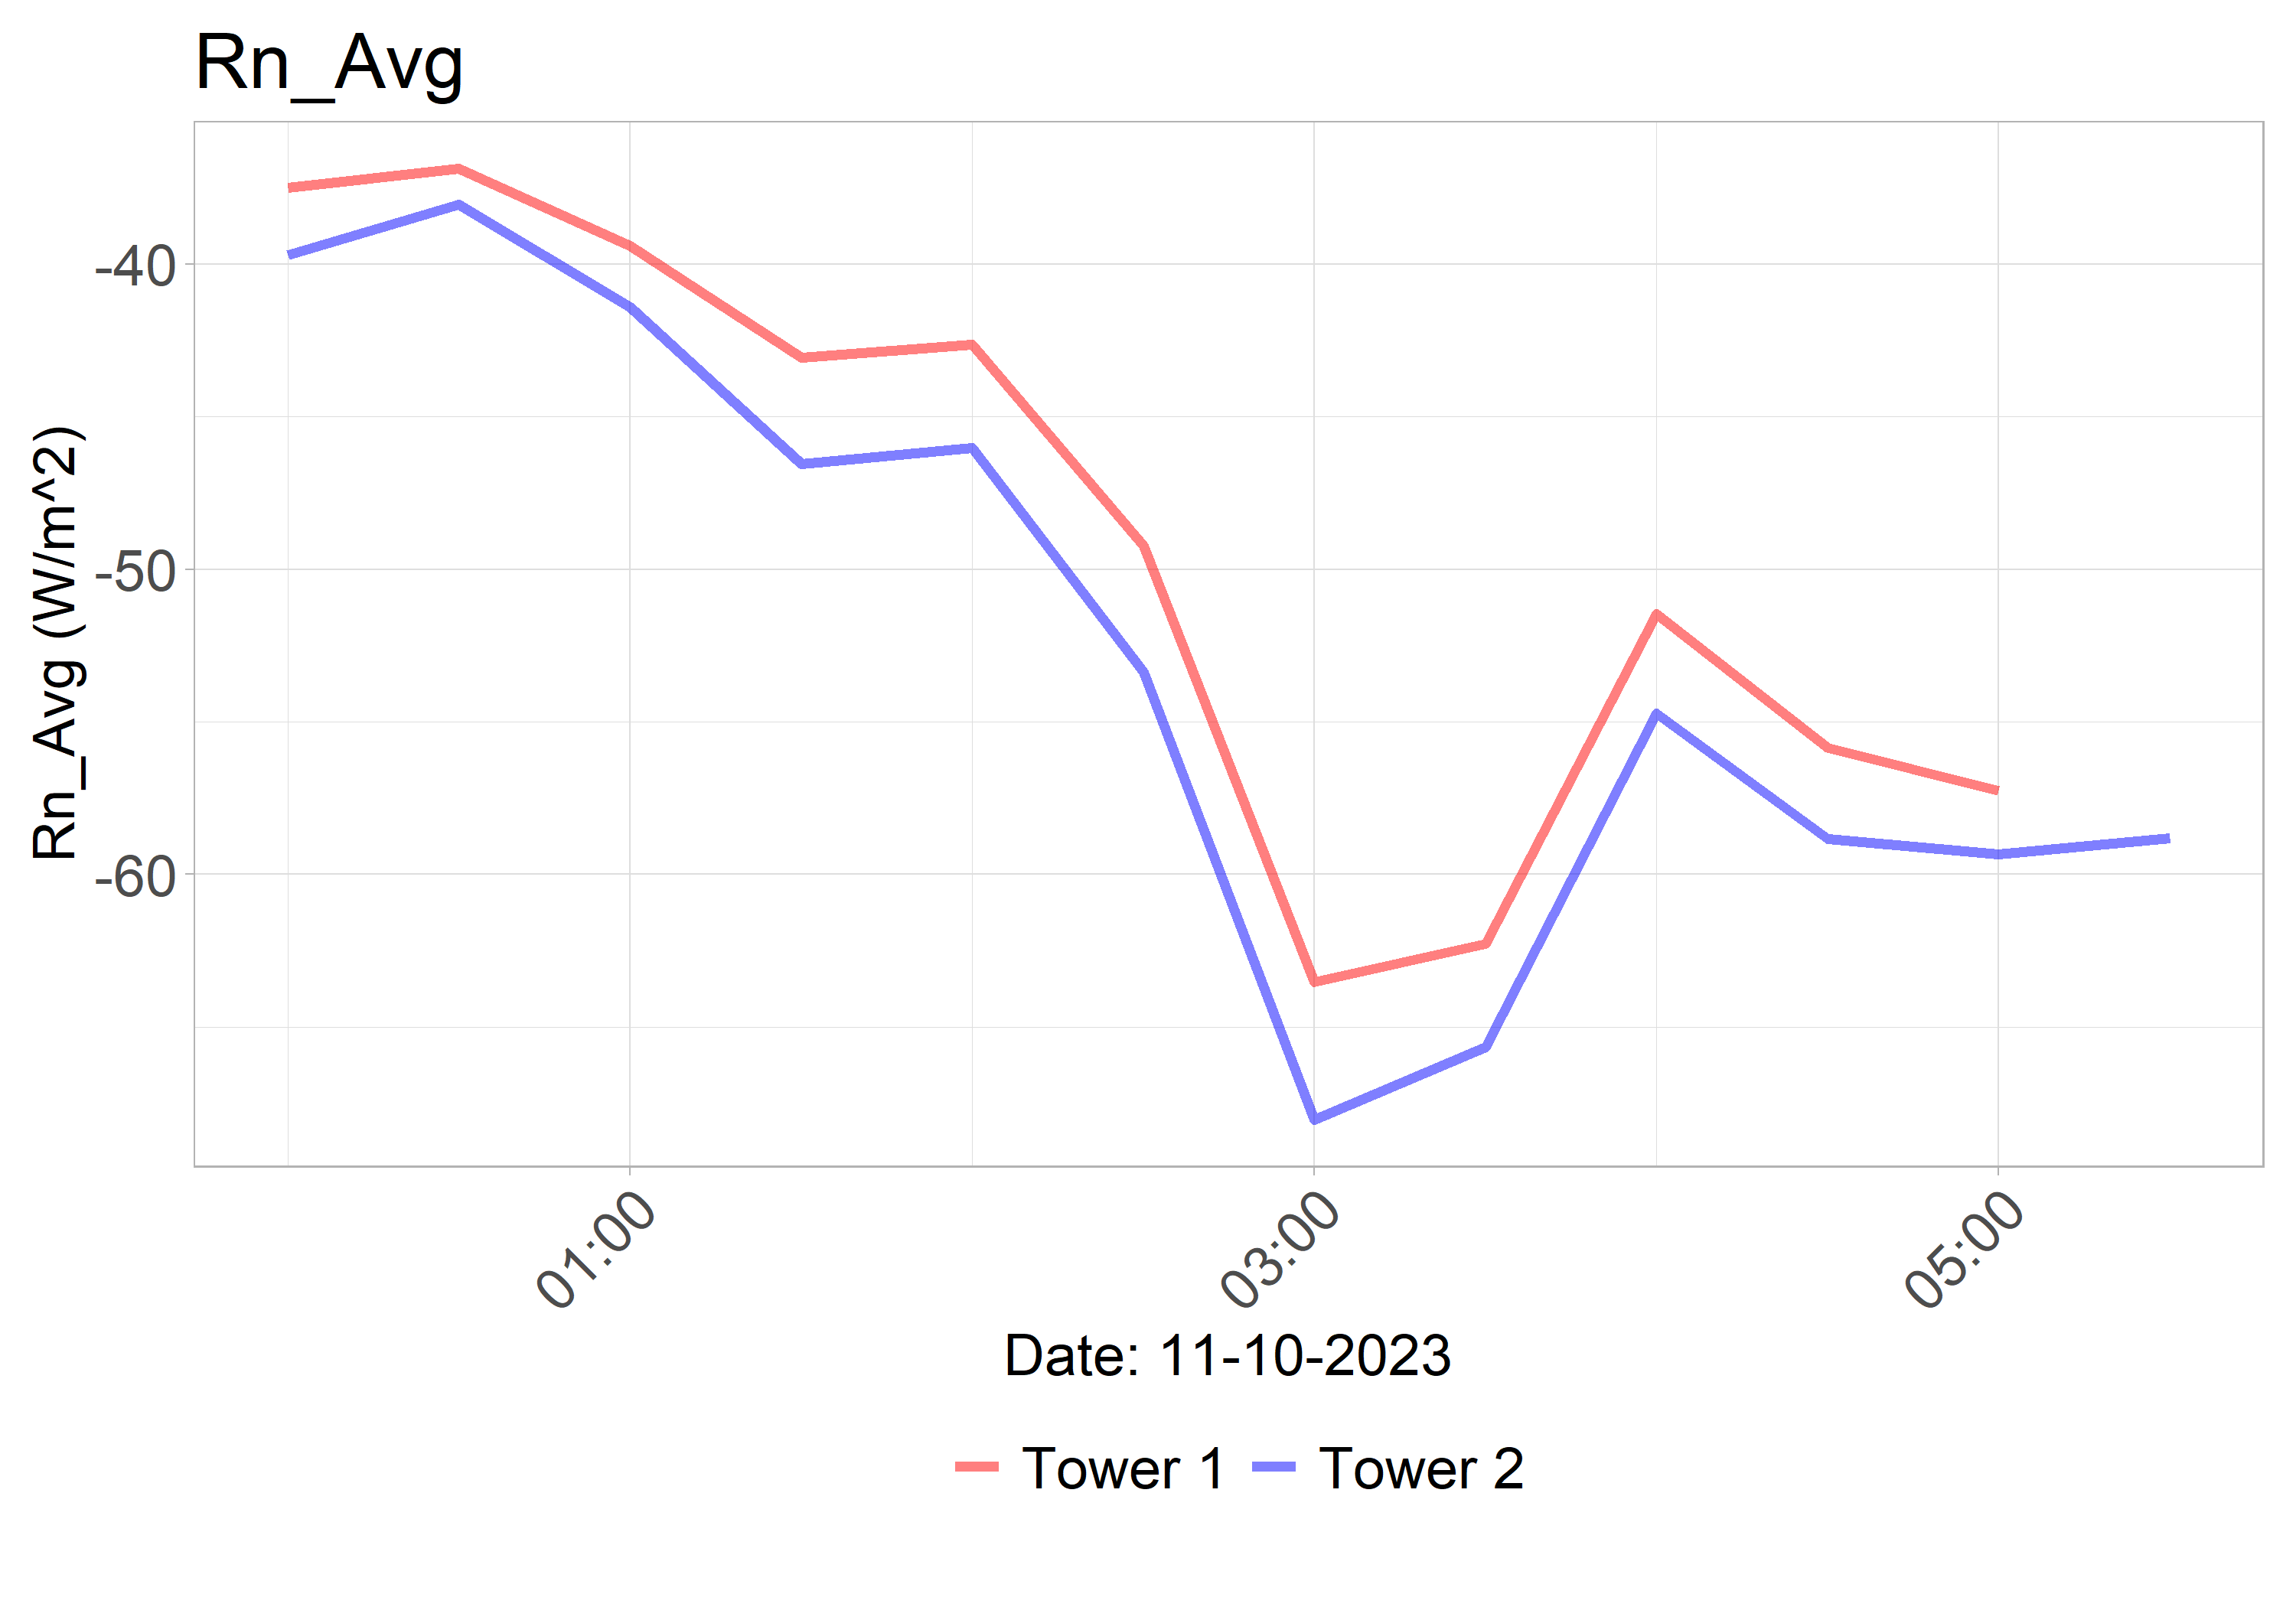 Rn_Avg
Rn_Avg (W/m^2)
-40
-50
-60
01:00
03:00
05:00
Date: 11-10-2023
Tower 1
Tower 2